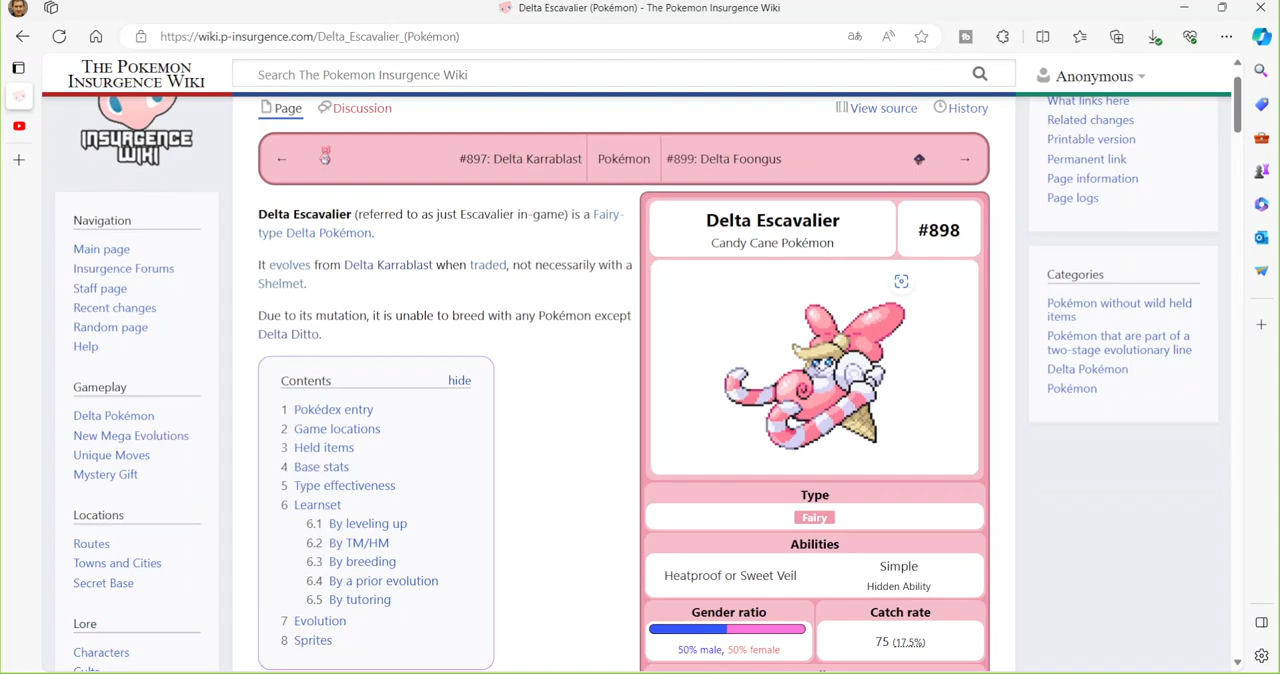 Delta Escavalier (Pokémon) - The Pokemon Insurgence Wiki
https://wiki.p-insurgence.com/Delta_Escavalier_(Pokémon)
THE POKEMON
INSURGENCE WIKI
Search The Pokemon Insurgence Wiki
Anonymous
INSURGENCE
WIKI
Page
Discussion
View source
History
← #897: Delta Karrablast
Pokémon
#899: Delta Foongus →
Navigation
Main page
Insurgence Forums
Staff page
Recent changes
Random page
Help
Gameplay
Delta Pokémon
New Mega Evolutions
Unique Moves
Mystery Gift
Locations
Routes
Towns and Cities
Secret Base
Lore
Characters
Cults
Delta Escavalier (referred to as just Escavalier in-game) is a Fairy-
type Delta Pokémon.
It evolves from Delta Karrablast when traded, not necessarily with a
Shelmet.
Due to its mutation, it is unable to breed with any Pokémon except
Delta Ditto.
Contents
hide
1 Pokédex entry
2 Game locations
3 Held items
4 Base stats
5 Type effectiveness
6 Learnset
6.1 By leveling up
6.2 By TM/HM
6.3 By breeding
6.4 By a prior evolution
6.5 By tutoring
7 Evolution
8 Sprites
Delta Escavalier
Candy Cane Pokémon
#898
Type
Fairy
Abilities
Heatproof or Sweet Veil
Simple
Hidden Ability
Gender ratio
50% male, 50% female
Catch rate
75 (17.5%)
What links here
Related changes
Printable version
Permanent link
Page information
Page logs
Categories
Pokémon without wild held
items
Pokémon that are part of a
two-stage evolutionary line
Delta Pokémon
Pokémon